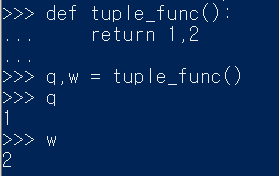 >>> def tuple_func():
...     return 1,2
...
>>> q,w = tuple_func()
>>> q
1
>>> w
2